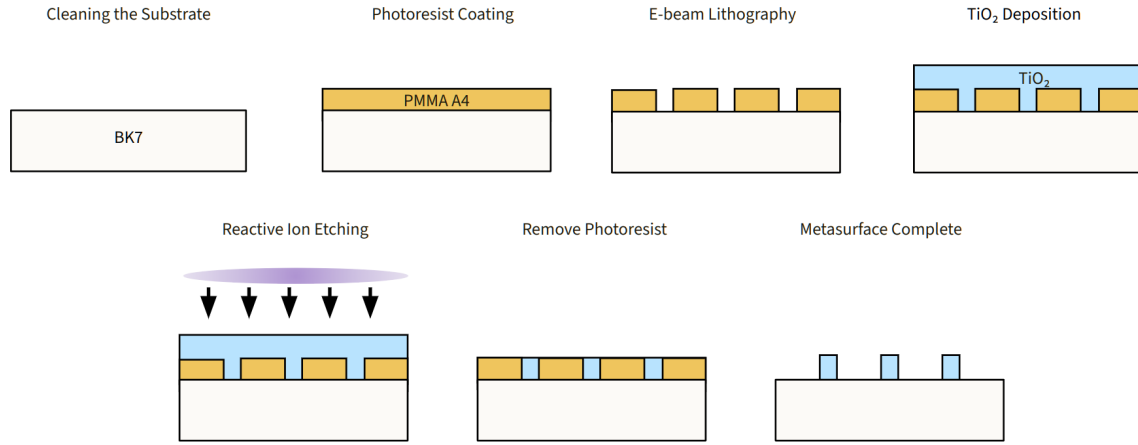 Cleaning the Substrate
Photoresist Coating
E-beam Lithography
TiO₂ Deposition
BK7
PMMA A4
TiO₂
Reactive Ion Etching
Remove Photoresist
Metasurface Complete